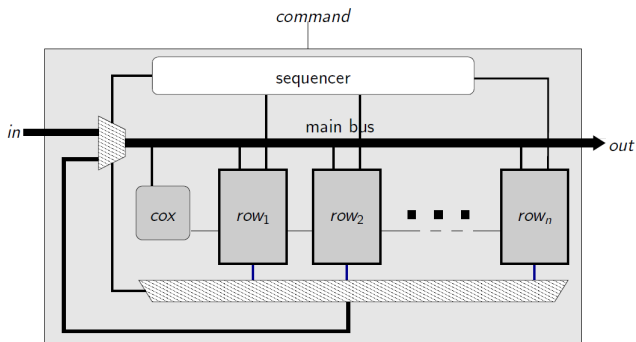 command
sequencer
main bus
in
out
cox
row1
row2
rown